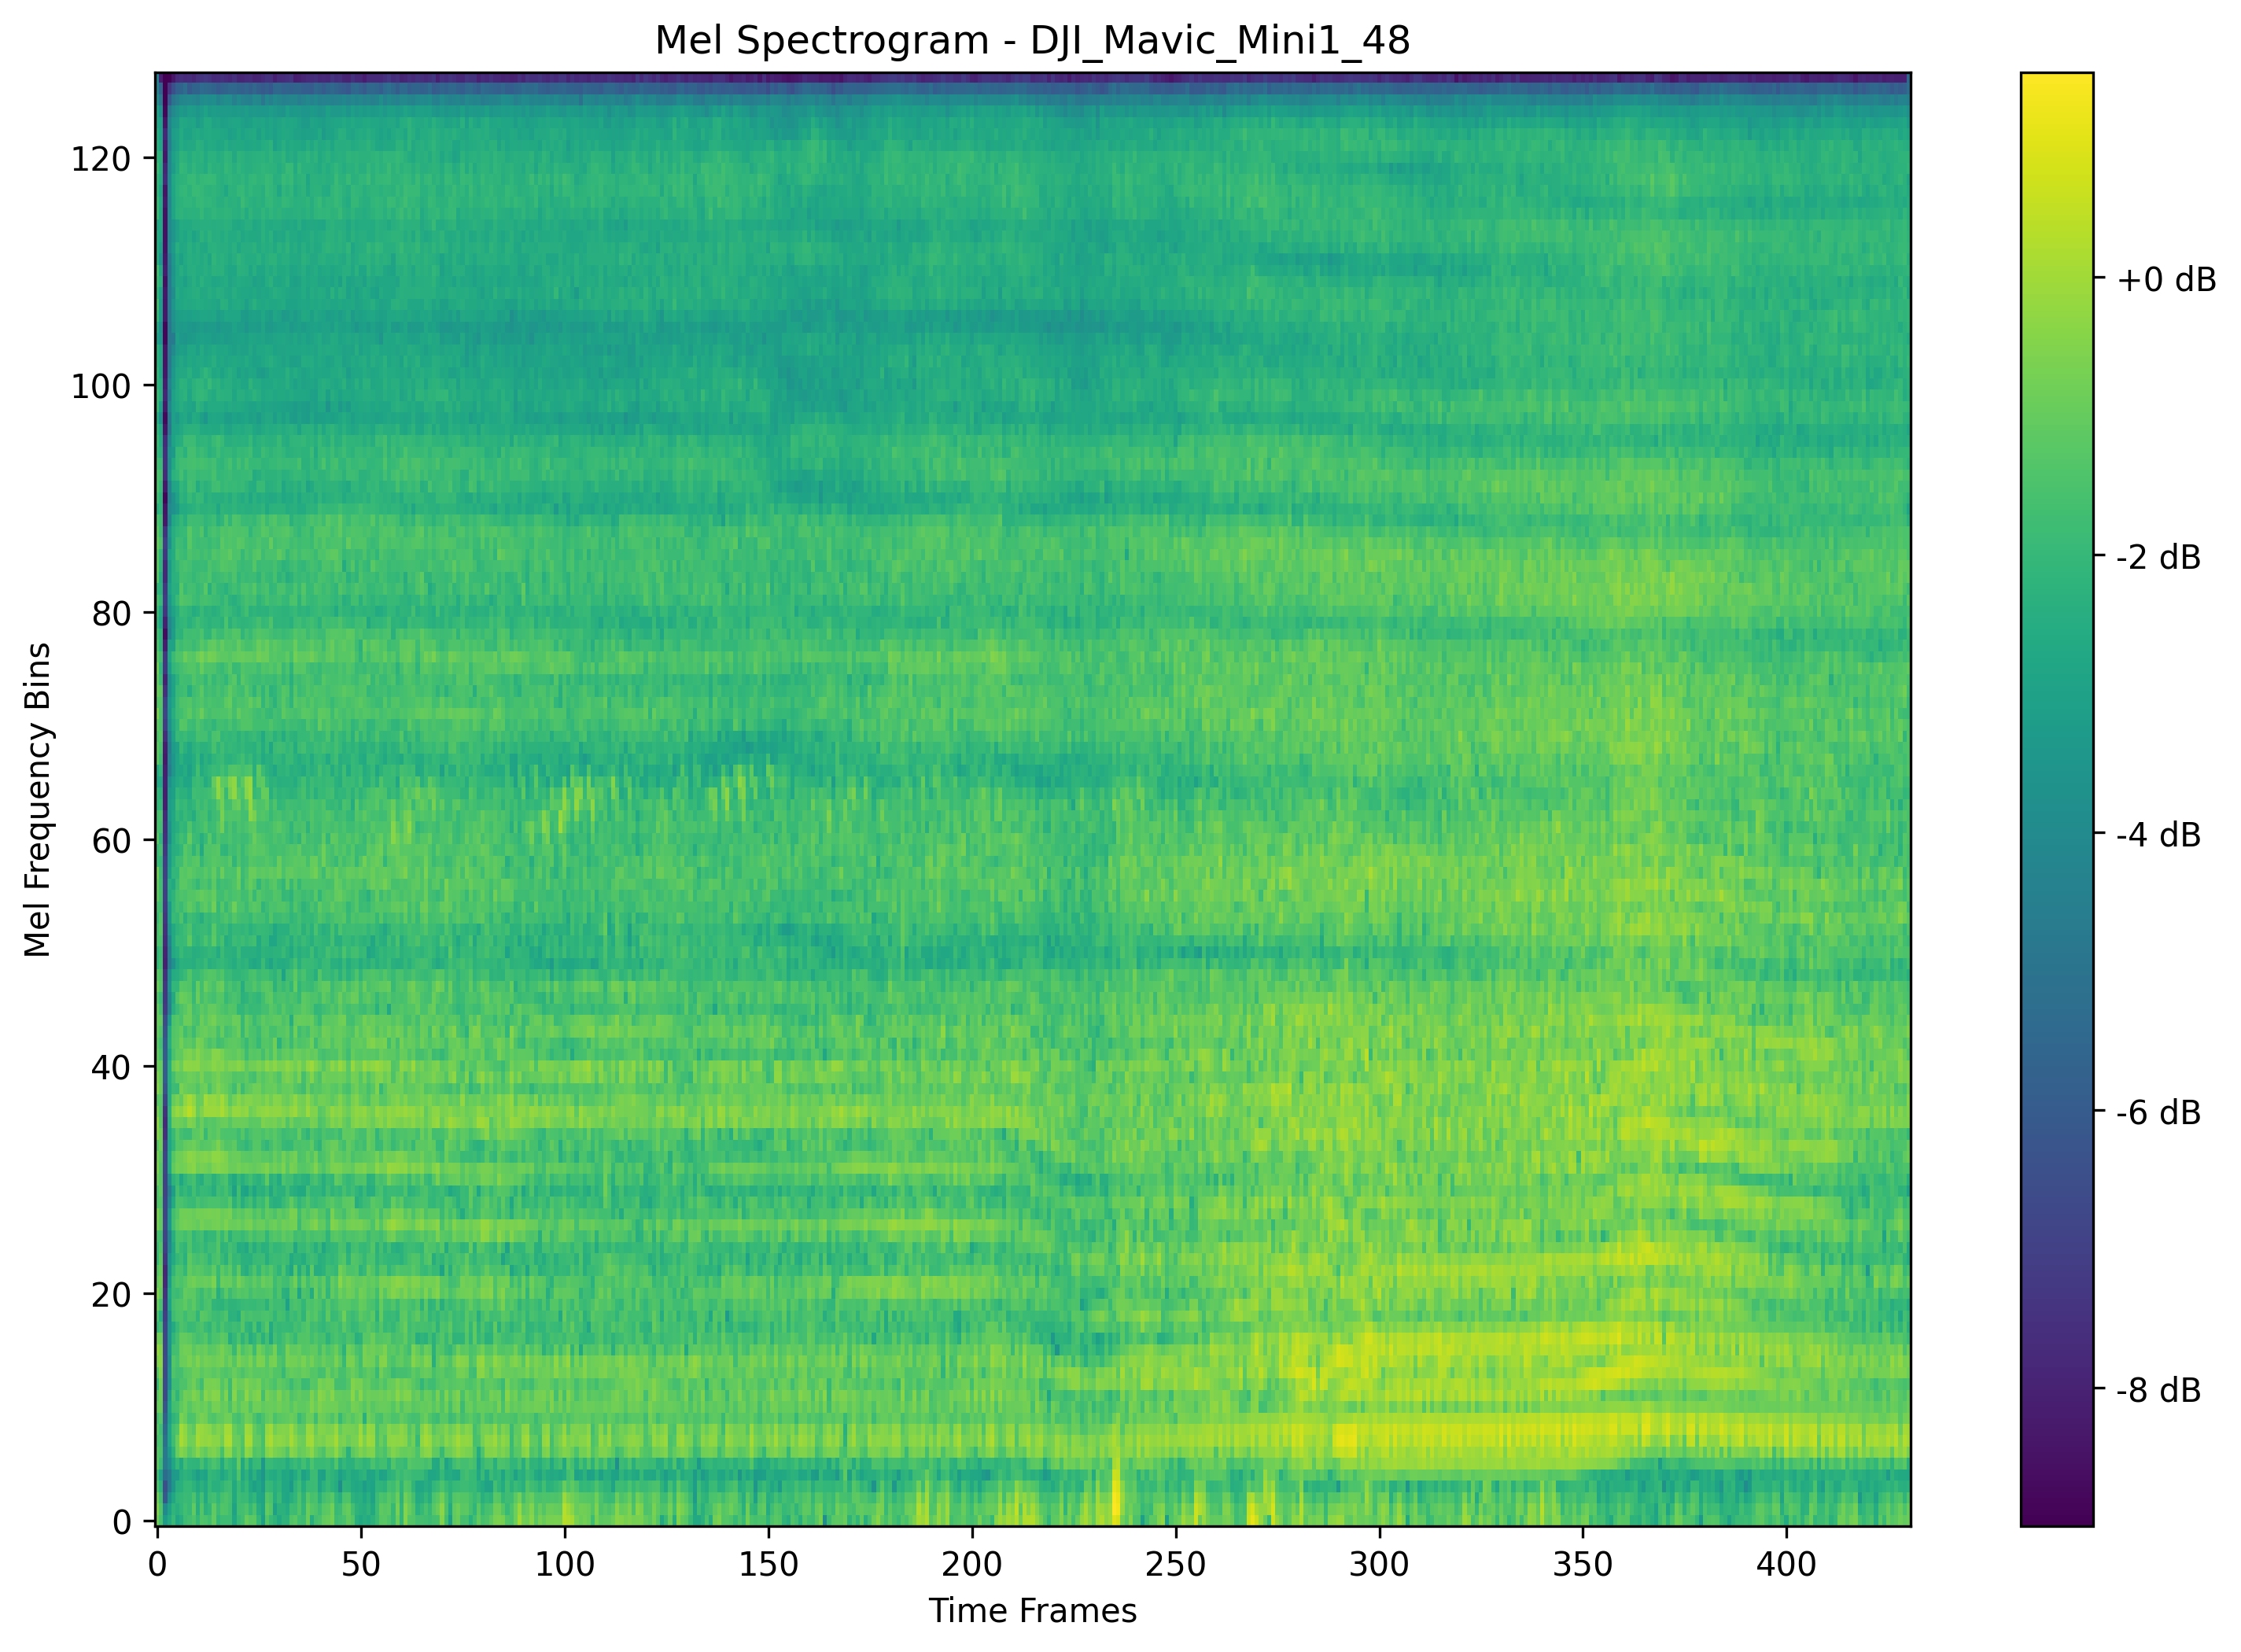 Mel Spectrogram - DJI_Mavic_Mini1_48
Mel Frequency Bins
120
100
80
60
40
20
0
0 50 100 150 200 250 300 350 400
Time Frames
+0 dB
-2 dB
-4 dB
-6 dB
-8 dB